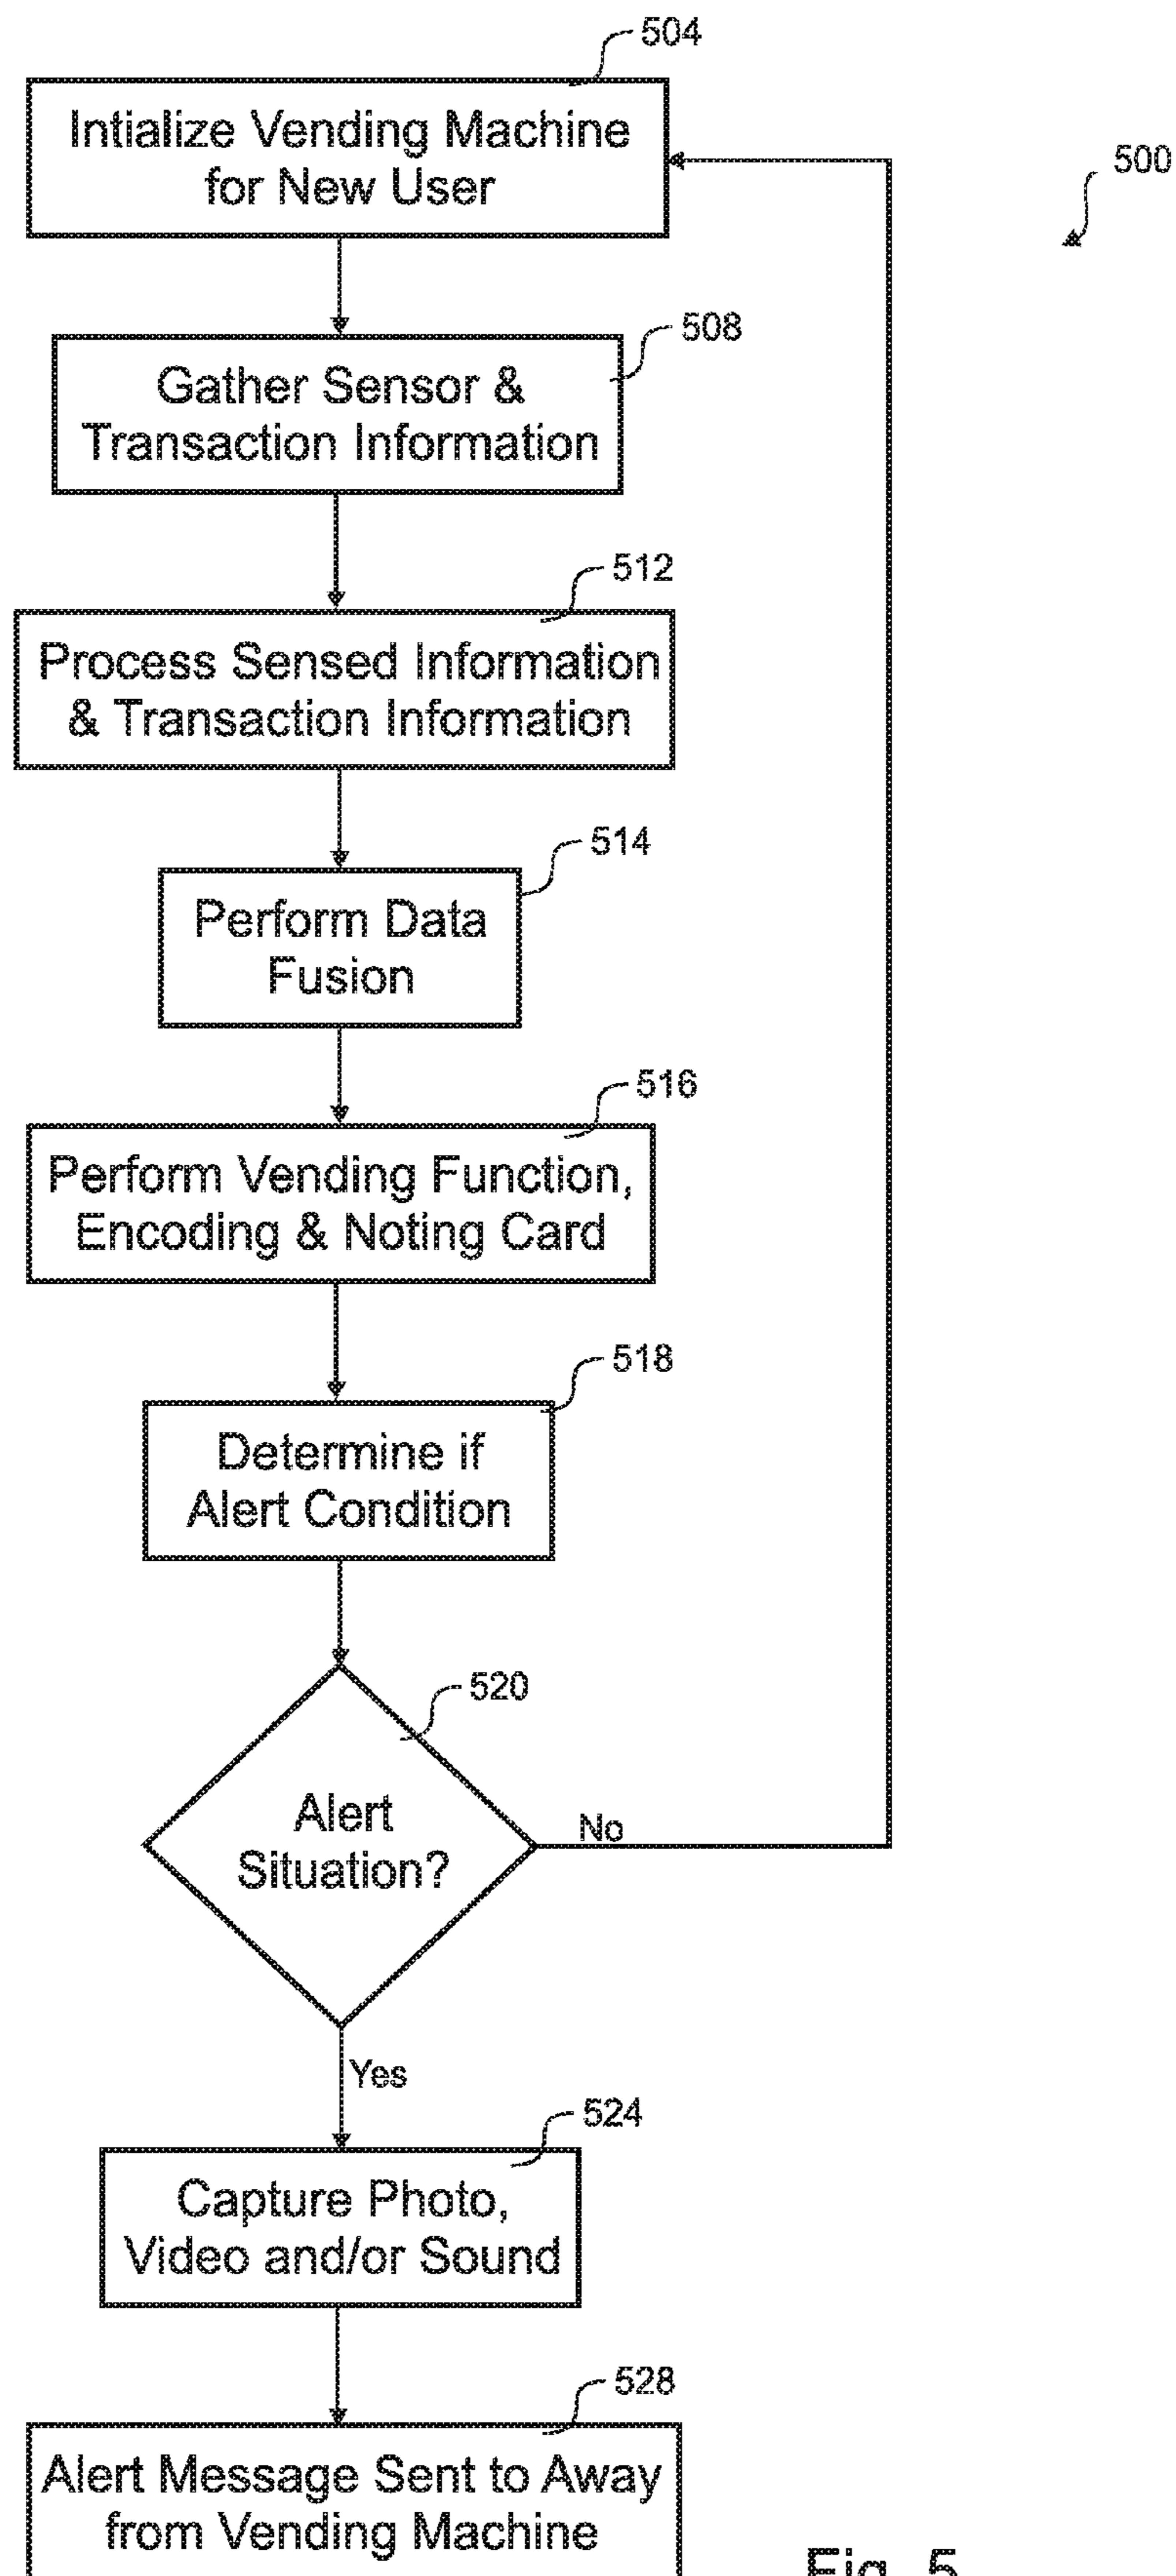 504
Intialize Vending Machine
for New User
500
508
Gather Sensor &
Transaction Information
512
Process Sensed Information
& Transaction Information
514
Perform Data
Fusion
516
Perform Vending Function,
Encoding & Noting Card
518
Determine if
Alert Condition
520
Alert
Situation?
No
Yes
524
Capture Photo,
Video and/or Sound
528
Alert Message Sent to Away
from Vending Machine
Fig. 5